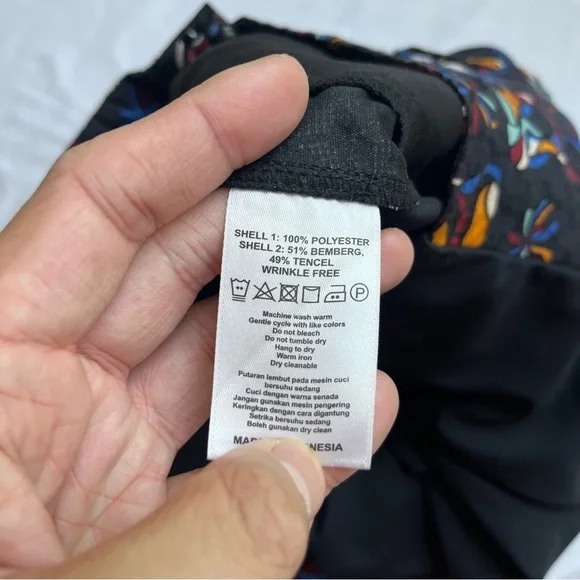 SHELL 1: 100% POLYESTER
SHELL 2: 51% BEMBERG,
49% TENCEL
WRINKLE FREE
P
Machine wash warm
Gentle cycle with like colors
Do not bleach
Do not tumble dry
Hang to dry
Warm iron
Dry cleanable
Putaran lembut pada mesin cuci
bersuhu sedang
Cuci dengan warna senada
Jangan gunakan mesin pengering
Keringkan dengan cara digantung
Setrika bersuhu sedang
Boleh gunakan dry clean